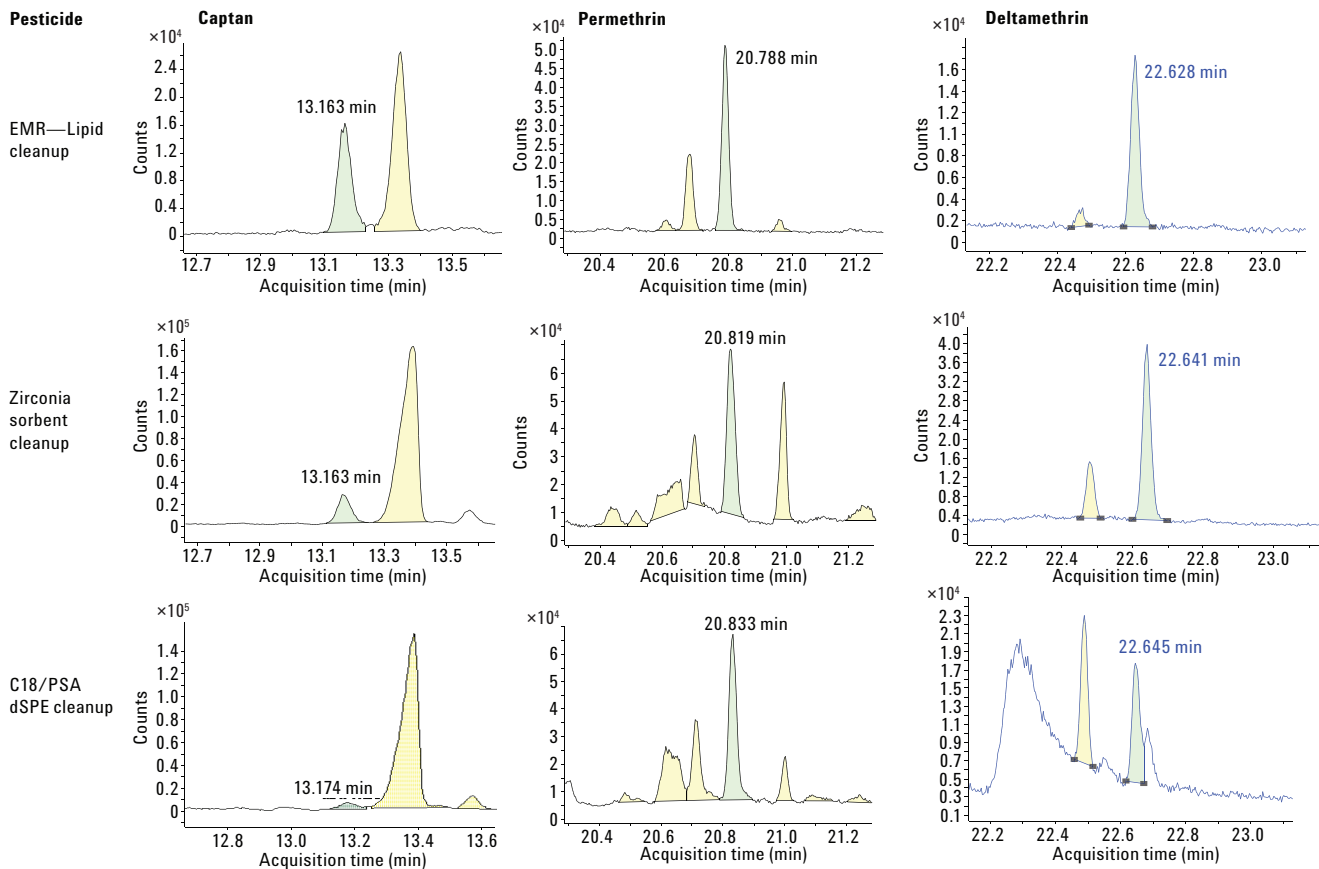 Pesticide
Captan
Permethrin
Deltamethrin
EMR—Lipid
cleanup
×10⁴
2.4
2.0
1.6
1.2
0.8
0.4
0
Counts
13.163 min
12.7 12.9 13.1 13.3 13.5
Acquisition time (min)
×10⁴
5.0
4.5
4.0
3.5
5.0
2.5
2.0
1.5
1.0
0.5
0
Counts
20.788 min
20.4 20.6 20.8 21.0 21.2
Acquisition time (min)
×10⁴
1.6
1.4
1.2
1.0
0.8
0.6
0.4
0.2
0
Counts
22.628 min
22.2 22.4 22.6 22.8 23.0
Acquisition time (min)
Zirconia
sorbent
cleanup
×10⁵
1.6
1.4
1.2
1.0
0.8
0.6
0.4
0.2
0
Counts
13.163 min
12.7 12.9 13.1 13.3 13.5
Acquisition time (min)
×10⁴
6
5
4
3
2
1
0
Counts
20.819 min
20.4 20.6 20.8 21.0 21.2
Acquisition time (min)
×10⁴
4.0
3.6
3.2
2.8
2.4
2.0
1.6
1.2
0.8
0.4
0
Counts
22.641 min
22.2 22.4 22.6 22.8 23.0
Acquisition time (min)
C18/PSA
dSPE cleanup
×10⁵
1.4
1.2
1.0
0.8
0.6
0.4
0.2
0
Counts
13.174 min
12.8 13.0 13.2 13.4 13.6
Acquisition time (min)
×10⁴
6
5
4
3
2
1
0
Counts
20.833 min
20.4 20.6 20.8 21.0 21.2
Acquisition time (min)
×10⁴
2.3
2.1
1.9
1.7
1.5
1.3
1.1
0.9
0.7
0.5
0.3
0.1
Counts
22.645 min
22.2 22.4 22.6 22.8 23.0
Acquisition time (min)